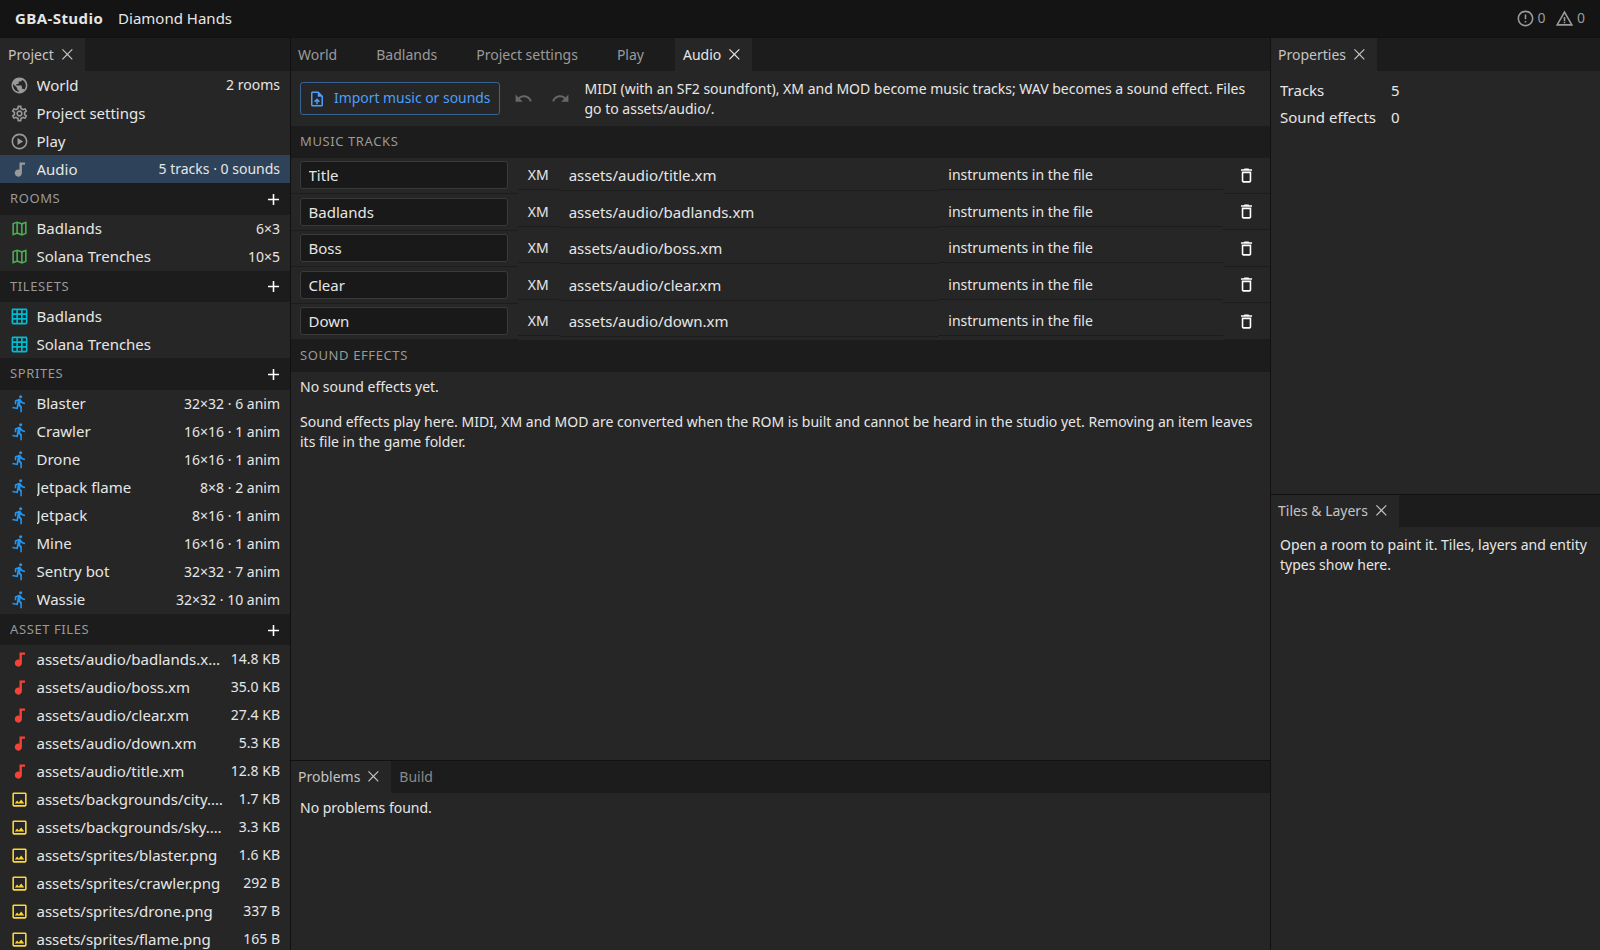 GBA-Studio Diamond Hands 0 0
Project
World 2 rooms
Project settings
Play
Audio 5 tracks · 0 sounds
ROOMS
Badlands 6×3
Solana Trenches 10×5
TILESETS
Badlands
Solana Trenches
SPRITES
Blaster 32×32 · 6 anim
Crawler 16×16 · 1 anim
Drone 16×16 · 1 anim
Jetpack flame 8×8 · 2 anim
Jetpack 8×16 · 1 anim
Mine 16×16 · 1 anim
Sentry bot 32×32 · 7 anim
Wassie 32×32 · 10 anim
ASSET FILES
assets/audio/badlands.x... 14.8 KB
assets/audio/boss.xm 35.0 KB
assets/audio/clear.xm 27.4 KB
assets/audio/down.xm 5.3 KB
assets/audio/title.xm 12.8 KB
assets/backgrounds/city.... 1.7 KB
assets/backgrounds/sky.... 3.3 KB
assets/sprites/blaster.png 1.6 KB
assets/sprites/crawler.png 292 B
assets/sprites/drone.png 337 B
assets/sprites/flame.png 165 B
World Badlands Project settings Play Audio
Import music or sounds
MIDI (with an SF2 soundfont), XM and MOD become music tracks; WAV becomes a sound effect. Files
go to assets/audio/.
MUSIC TRACKS
Title XM assets/audio/title.xm instruments in the file
Badlands XM assets/audio/badlands.xm instruments in the file
Boss XM assets/audio/boss.xm instruments in the file
Clear XM assets/audio/clear.xm instruments in the file
Down XM assets/audio/down.xm instruments in the file
SOUND EFFECTS
No sound effects yet.
Sound effects play here. MIDI, XM and MOD are converted when the ROM is built and cannot be heard in the studio yet. Removing an item leaves
its file in the game folder.
Problems Build
No problems found.
Properties
Tracks 5
Sound effects 0
Tiles & Layers
Open a room to paint it. Tiles, layers and entity
types show here.